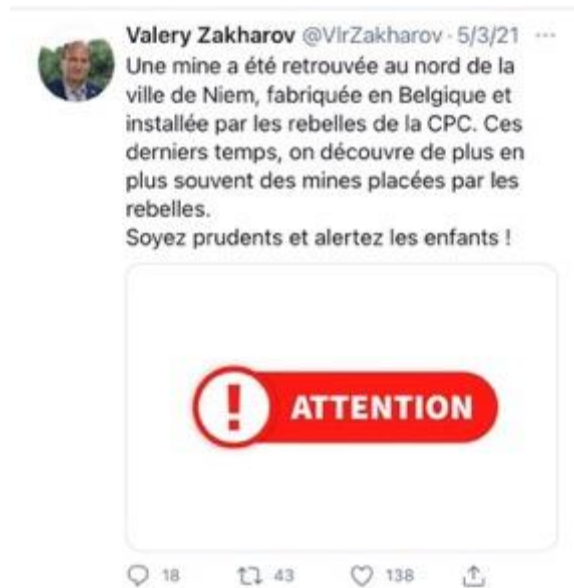 Valery Zakharov @VlrZakharov · 5/3/21 ···
Une mine a été retrouvée au nord de la
ville de Niem, fabriquée en Belgique et
installée par les rebelles de la CPC. Ces
derniers temps, on découvre de plus en
plus souvent des mines placées par les
rebelles.
Soyez prudents et alertez les enfants !
! ATTENTION
18 43 138